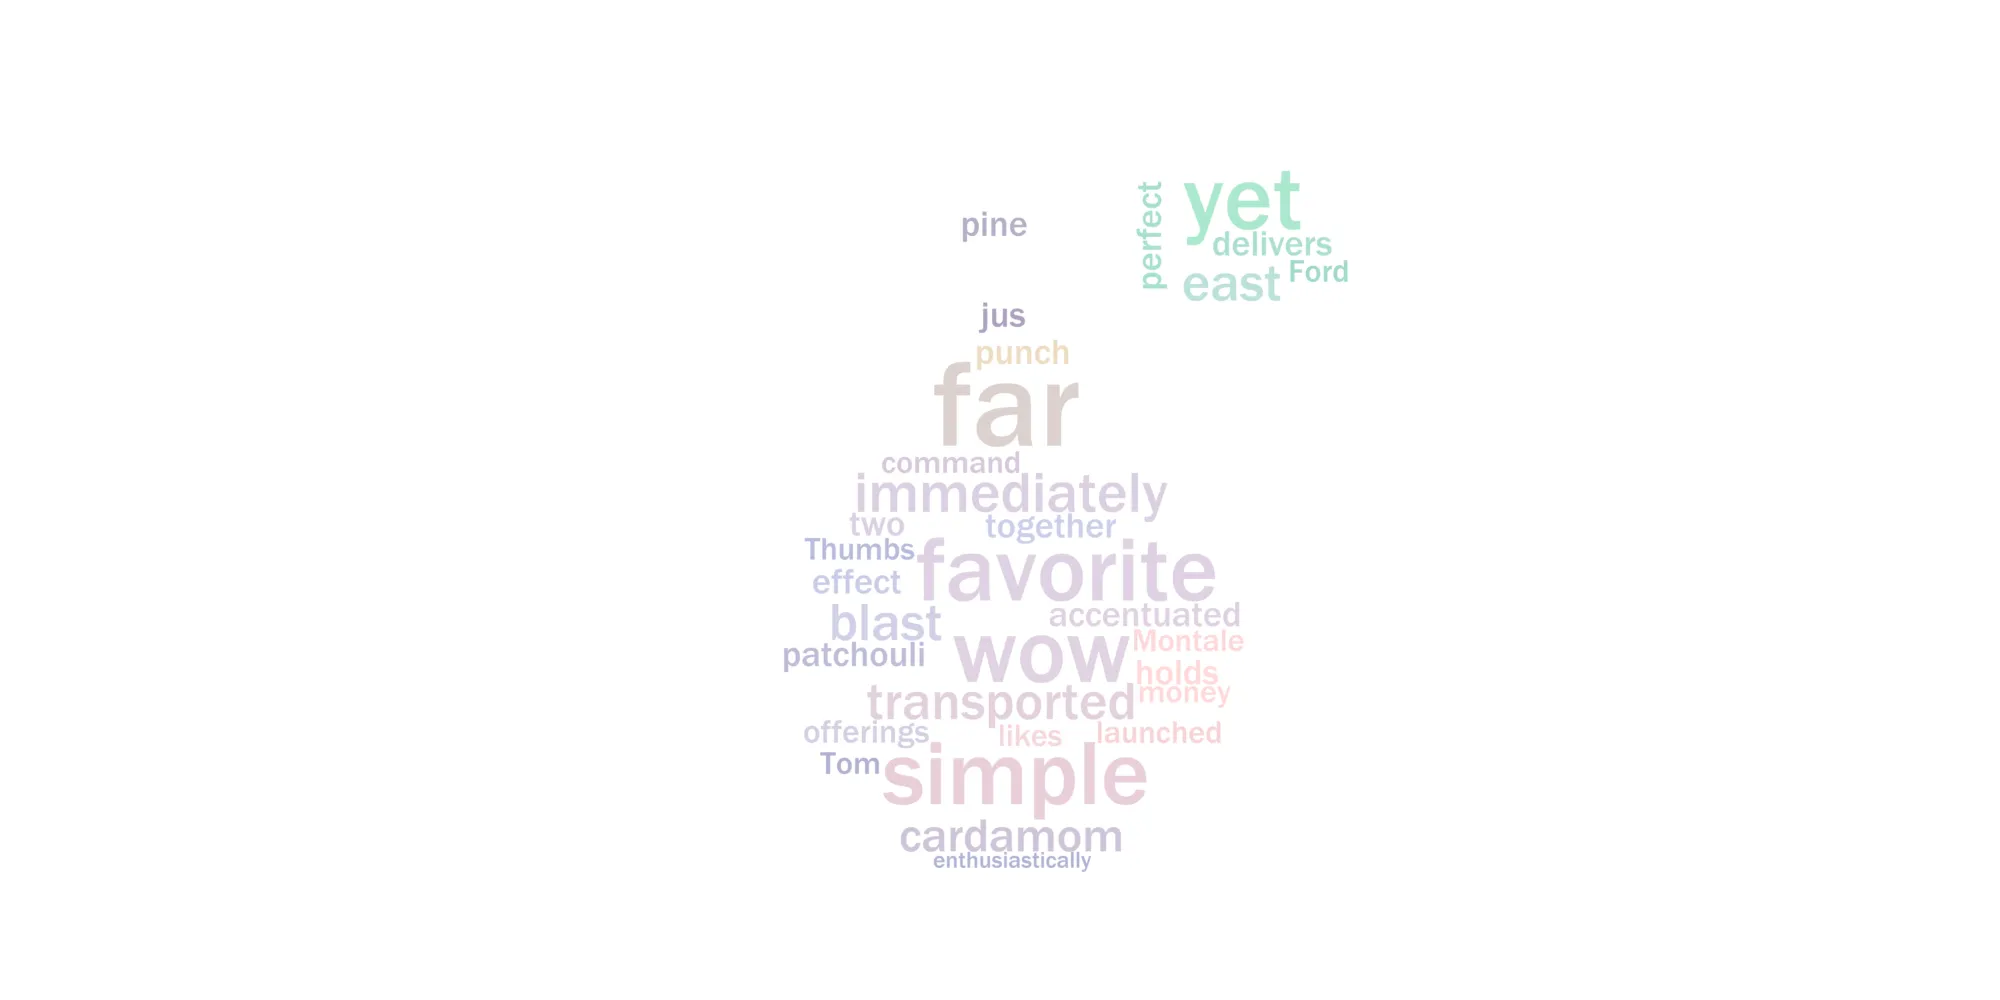 perfect
yet
delivers
east
Ford
pine
jus
punch
far
command
immediately
two
together
Thumbs
favorite
effect
blast
accentuated
patchouli
wow
Montale
holds
money
transported
offerings
likes
launched
Tom
simple
cardamom
enthusiastically